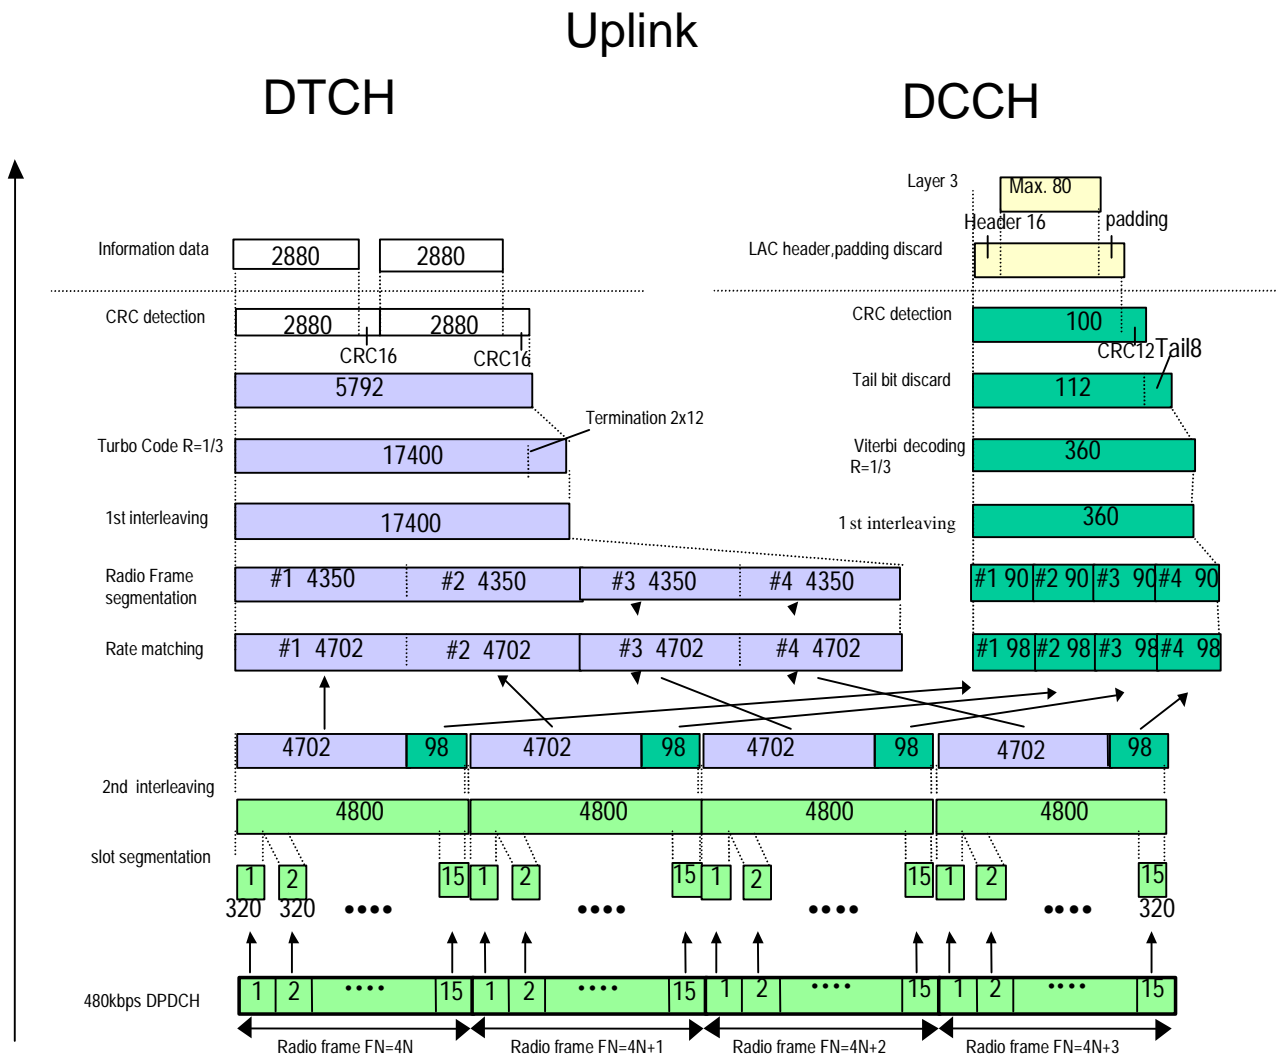 Uplink
DTCH
DCCH
Layer 3
Max. 80
Header 16
padding
Information data
2880
2880
LAC header,padding discard
CRC detection
2880
2880
CRC16
CRC16
CRC detection
100
CRC12
Tail8
5792
Tail bit discard
112
Termination 2x12
Turbo Code R=1/3
17400
Viterbi decoding
R=1/3
360
1st interleaving
17400
1st interleaving
360
Radio Frame
segmentation
#1 4350
#2 4350
#3 4350
#4 4350
#1 90
#2 90
#3 90
#4 90
Rate matching
#1 4702
#2 4702
#3 4702
#4 4702
#1 98
#2 98
#3 98
#4 98
4702
98
4702
98
4702
98
4702
98
2nd interleaving
4800
4800
4800
4800
slot segmentation
1
2
15
1
2
15
1
2
15
1
2
15
320
320
••••
••••
••••
••••
320
480kbps DPDCH
1
2
••••
15
1
2
••••
15
1
2
••••
15
1
2
••••
15
Radio frame FN=4N
Radio frame FN=4N+1
Radio frame FN=4N+2
Radio frame FN=4N+3